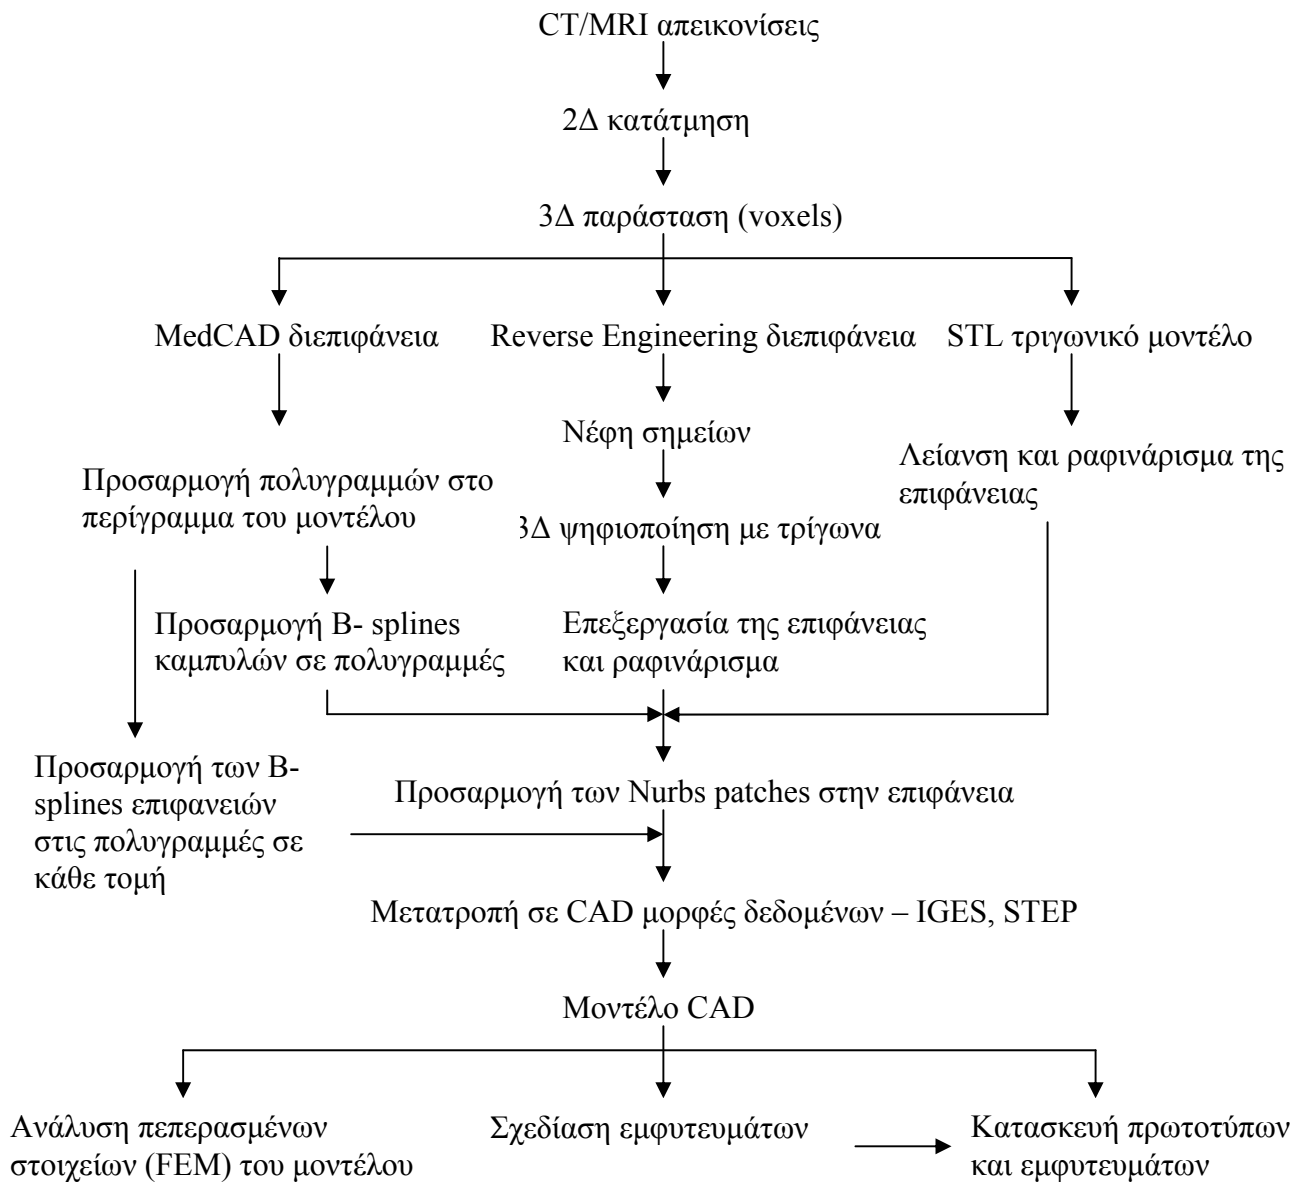 CT/MRI απεικονίσεις
2Δ κατάτμηση
3Δ παράσταση (voxels)
MedCAD διεπιφάνεια
Reverse Engineering διεπιφάνεια
STL τριγωνικό μοντέλο
Νέφη σημείων
Προσαρμογή πολυγραμμών στο
περίγραμμα του μοντέλου
Λείανση και ραφινάρισμα της
επιφάνειας
3Δ ψηφιοποίηση με τρίγωνα
Προσαρμογή B- splines
καμπυλών σε πολυγραμμές
Επεξεργασία της επιφάνειας
και ραφινάρισμα
Προσαρμογή των B-
splines επιφανειών
στις πολυγραμμές σε
κάθε τομή
Προσαρμογή των Nurbs patches στην επιφάνεια
Μετατροπή σε CAD μορφές δεδομένων – IGES, STEP
Μοντέλο CAD
Ανάλυση πεπερασμένων
στοιχείων (FEM) του μοντέλου
Σχεδίαση εμφυτευμάτων
Κατασκευή πρωτοτύπων
και εμφυτευμάτων